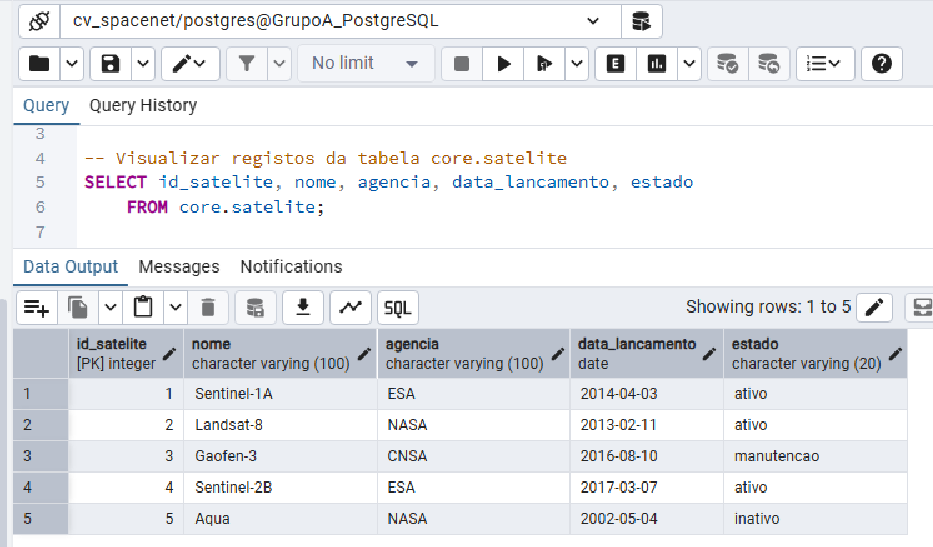 cv_spacenet/postgres@GrupoA_PostgreSQL
No limit
E
?
Query Query History
3
4 -- Visualizar registos da tabela core.satelite
5 SELECT id_satelite, nome, agencia, data_lancamento, estado
6 FROM core.satelite;
7
Data Output Messages Notifications
SQL Showing rows: 1 to 5
id_satelite nome agencia data_lancamento estado
[PK] integer character varying (100) character varying (100) date character varying (20)
1 1 Sentinel-1A ESA 2014-04-03 ativo
2 2 Landsat-8 NASA 2013-02-11 ativo
3 3 Gaofen-3 CNSA 2016-08-10 manutencao
4 4 Sentinel-2B ESA 2017-03-07 ativo
5 5 Aqua NASA 2002-05-04 inativo